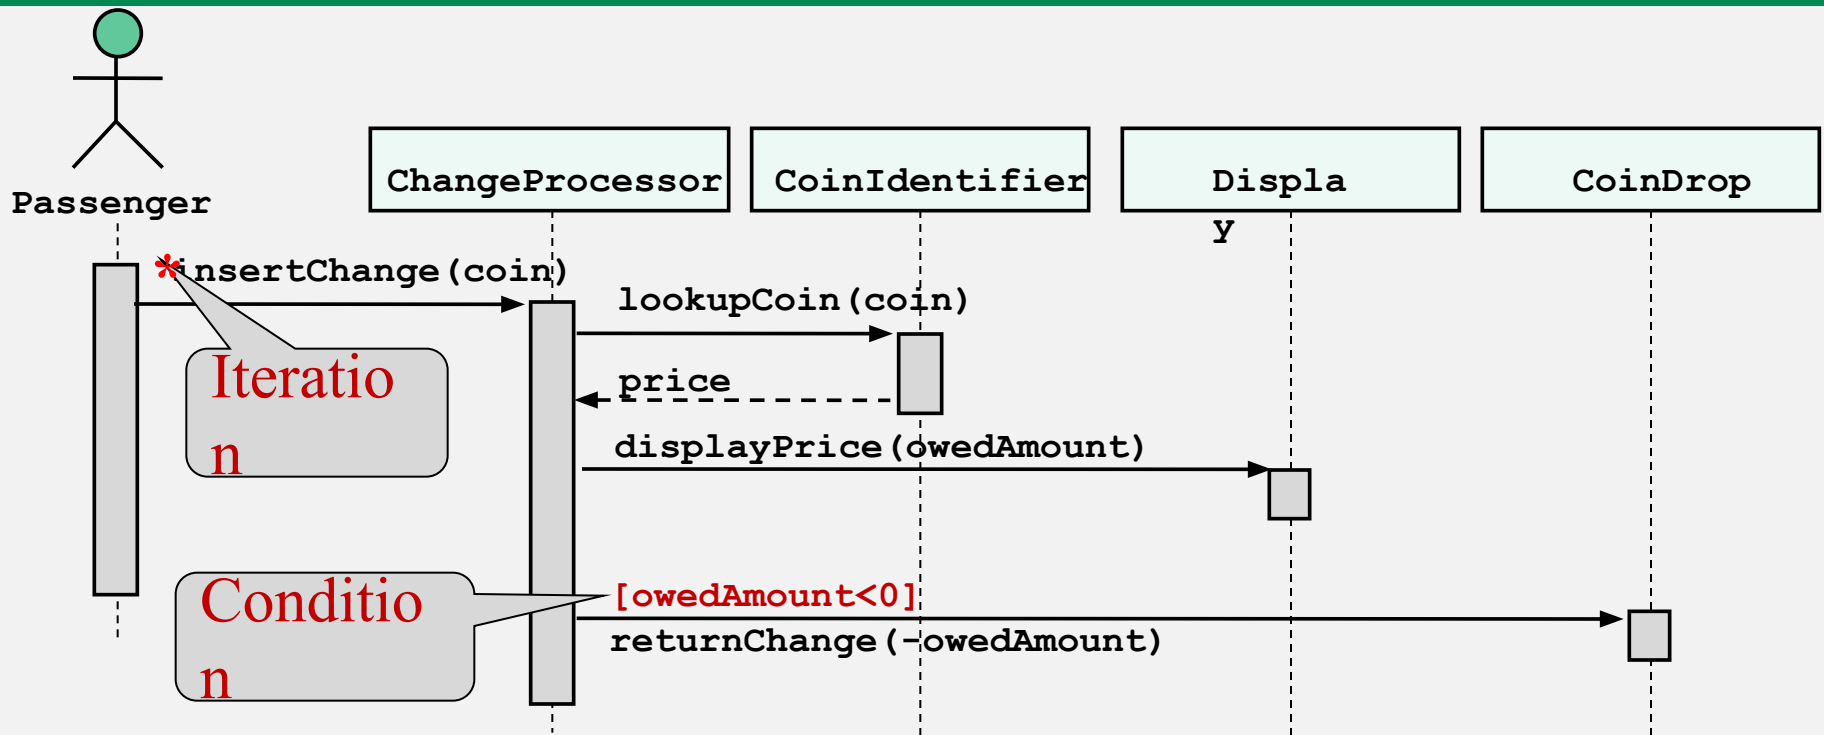 Passenger
ChangeProcessor
CoinIdentifier
Displa
y
CoinDrop
*insertChange(coin)
lookupCoin(coin)
Iteratio
n
price
displayPrice(owedAmount)
Conditio
n
[owedAmount<0]
returnChange(-owedAmount)